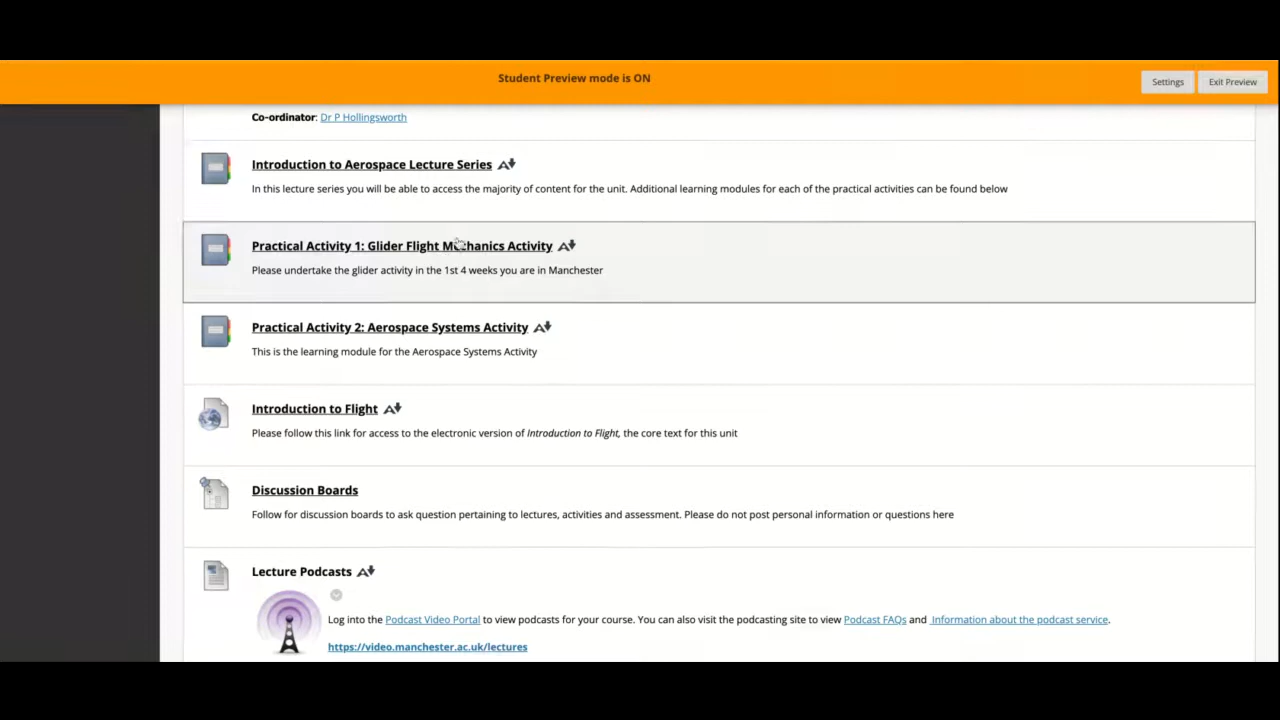 Student Preview mode is ON
Settings
Exit Preview
Co-ordinator: Dr P Hollingsworth
Introduction to Aerospace Lecture Series
In this lecture series you will be able to access the majority of content for the unit. Additional learning modules for each of the practical activities can be found below
Practical Activity 1: Glider Flight Mechanics Activity
Please undertake the glider activity in the 1st 4 weeks you are in Manchester
Practical Activity 2: Aerospace Systems Activity
This is the learning module for the Aerospace Systems Activity
Introduction to Flight
Please follow this link for access to the electronic version of Introduction to Flight, the core text for this unit
Discussion Boards
Follow for discussion boards to ask question pertaining to lectures, activities and assessment. Please do not post personal information or questions here
Lecture Podcasts
Log into the Podcast Video Portal to view podcasts for your course. You can also visit the podcasting site to view Podcast FAQs and Information about the podcast service.
https://video.manchester.ac.uk/lectures